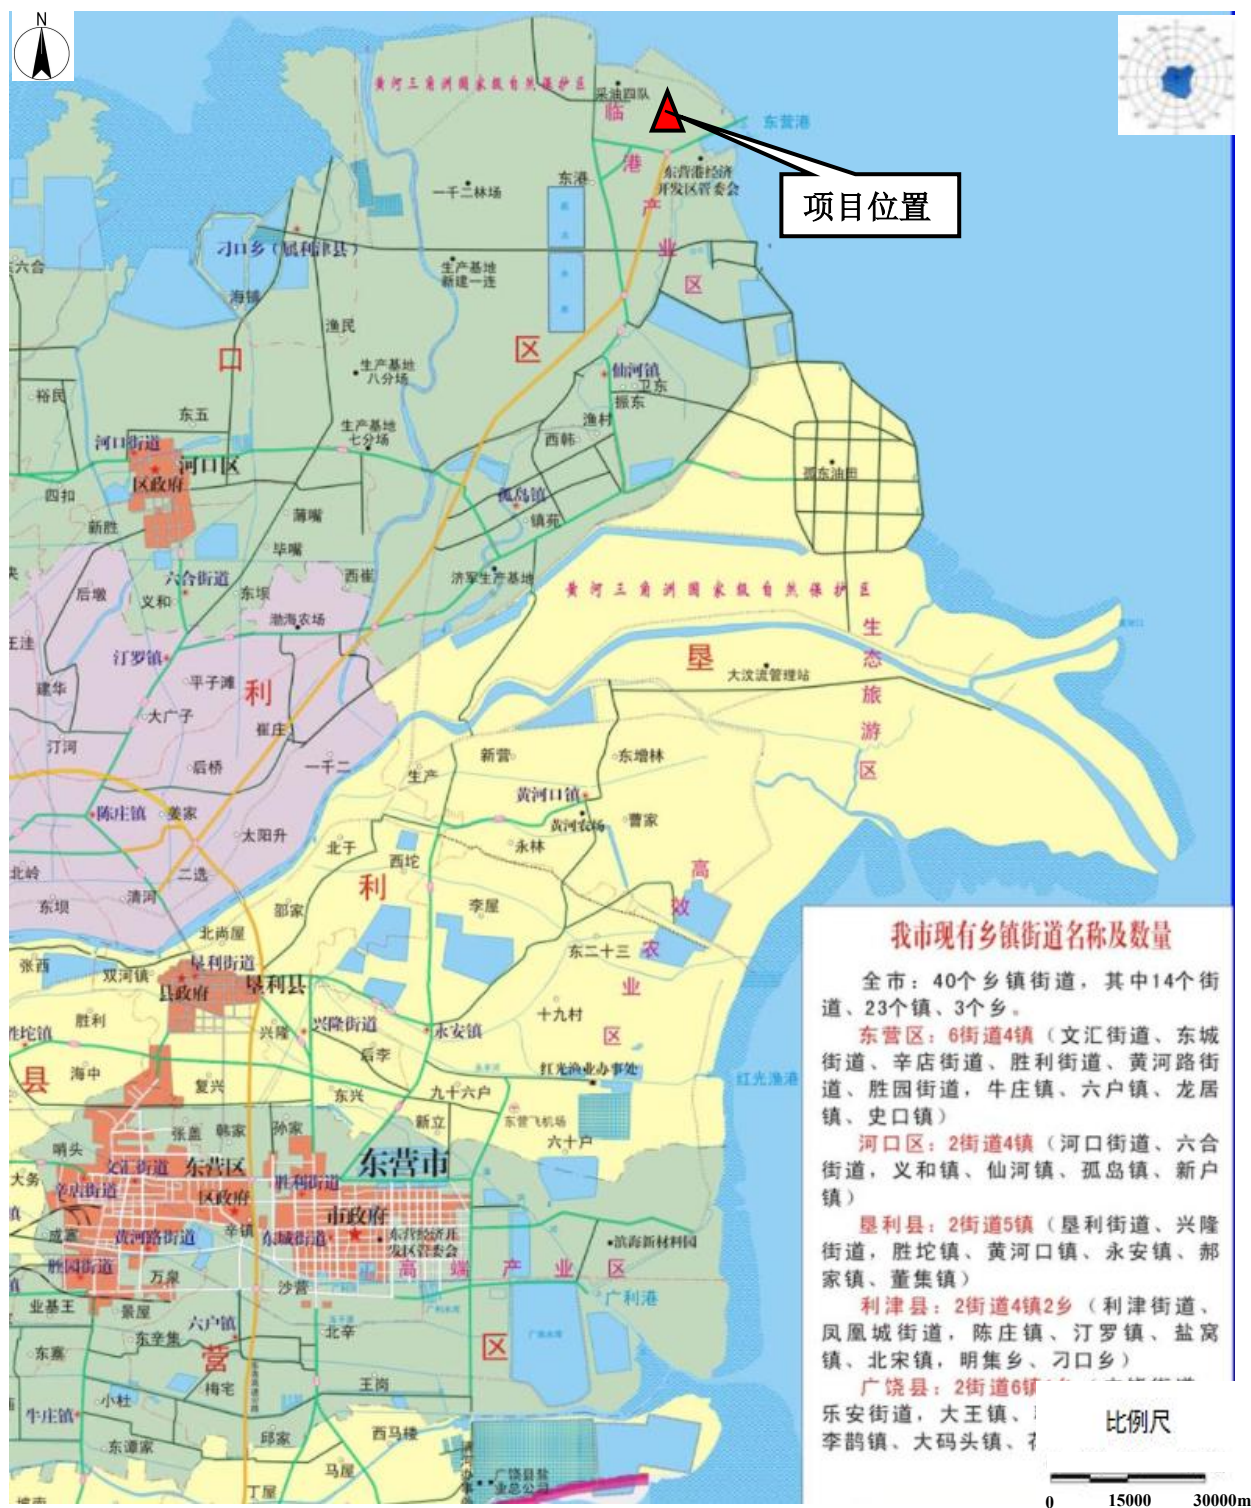 N
黄河三角洲国家级自然保护区
采油四队
临
港
产
业
区
东营港
东港
东营港经济
开发区管委会
项目位置
一千二林场
刁口乡（属利津县）
六合
生产基地
新建一连
海铺
渔民
口
区
生产基地
八分场
仙河镇
卫东
振东
裕民
东五
渔村
生产基地
七分场
西韩
河口街道
河口区
区政府
孤东油田
四扣
孤岛镇
镇苑
新胜
薄嘴
毕嘴
西崔
济军生产基地
六合街道
后墩
义和
东坝
黄河三角洲国家级自然保护区
渤海农场
王洼
汀罗镇
生
态
旅
游
区
垦
大汶流管理站
建华
平子滩
利
大广子
崔庄
汀河
后桥
一千二
生产
新营
东增林
黄河口镇
陈庄镇
姜家
黄河农场
曹家
太阳升
北于
西坨
永林
北岭
二选
利
高
效
农
业
区
东坝
清河
邵家
李屋
北尚屋
东二十三
张西
双河镇
垦利街道
县政府
垦利县
十九村
胜利
兴隆
兴隆街道
永安镇
胜坨镇
后李
红光渔业办事处
县
海中
复兴
东兴
九十六户
红光渔港
新立
东营飞机场
张盖
韩家
孙家
六十户
哨头
大务
文汇街道
东营区
东营市
辛店街道
区政府
胜利街道
市政府
成寨
黄河路街道
辛镇
东城街道
东营经济开
发区管委会
滨海新材料园
胜园街道
万泉
沙营
高端产业区
业基王
景屋
广利港
六户镇
东辛集
北辛
东寨
营
区
梅宅
王岗
小杜
牛庄镇
邱家
西马楼
东谭家
马屋
丁屋
广饶县盐
业总公司
我市现有乡镇街道名称及数量
全市：40个乡镇街道，其中14个街
道、23个镇、3个乡。
东营区：6街道4镇（文汇街道、东城
街道、辛店街道、胜利街道、黄河路街
道、胜园街道，牛庄镇、六户镇、龙居
镇、史口镇）
河口区：2街道4镇（河口街道、六合
街道，义和镇、仙河镇、孤岛镇、新户
镇）
垦利县：2街道5镇（垦利街道、兴隆
街道，胜坨镇、黄河口镇、永安镇、郝
家镇、董集镇）
利津县：2街道4镇2乡（利津街道、
凤凰城街道，陈庄镇、汀罗镇、盐窝
镇、北宋镇，明集乡、刁口乡）
广饶县：2街道6镇
乐安街道，大王镇、
李鹊镇、大码头镇、
比例尺
0 15000 30000m